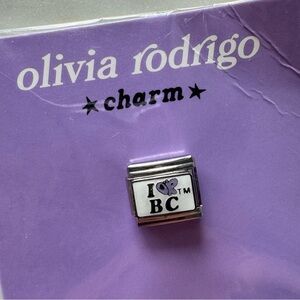 olivia rodrigo
★charm★
I 💜 TM
BC